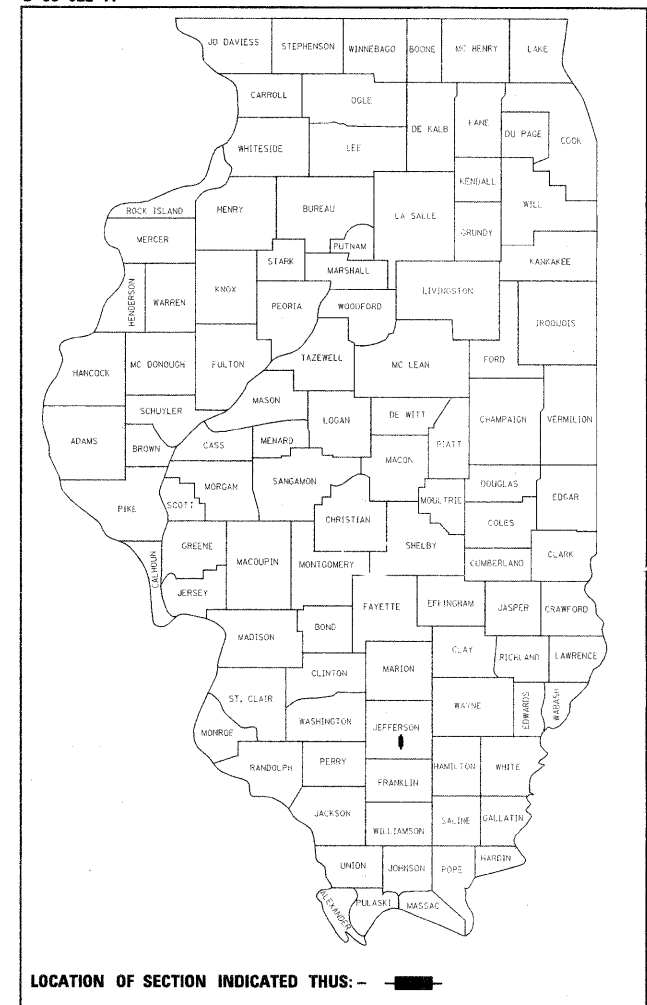 JO DAVIESS STEPHENSON WINNEBAGO BOONE MC HENRY LAKE
CARROLL OGLE DE KALB KANE DU PAGE COOK
WHITESIDE LEE
KENDALL
ROCK ISLAND HENRY BUREAU LA SALLE WILL
MERCER PUTNAM GRUNDY
STARK MARSHALL KANKAKEE
HENDERSON WARREN KNOX PEORIA WOODFORD LIVINGSTON
IROQUOIS
HANCOCK MC DONOUGH FULTON TAZEWELL MC LEAN FORD
MASON
SCHUYLER LOGAN DE WITT CHAMPAIGN VERMILION
ADAMS BROWN CASS MENARD PIATT
MACON
MORGAN SANGAMON DOUGLAS
PIKE SCOTT MOULTRIE EDGAR
CHRISTIAN COLES
GREENE MACOUPIN SHELBY
CALHOUN MONTGOMERY CUMBERLAND CLARK
JERSEY FAYETTE EFFINGHAM JASPER CRAWFORD
MADISON BOND
CLAY RICHLAND LAWRENCE
CLINTON MARION
ST. CLAIR WAYNE EDWARDS WABASH
WASHINGTON JEFFERSON
MONROE
RANDOLPH PERRY HAMILTON WHITE
FRANKLIN
JACKSON SALINE GALLATIN
WILLIAMSON
UNION JOHNSON POPE HARDIN
ALEXANDER PULASKI MASSAC
LOCATION OF SECTION INDICATED THUS: –